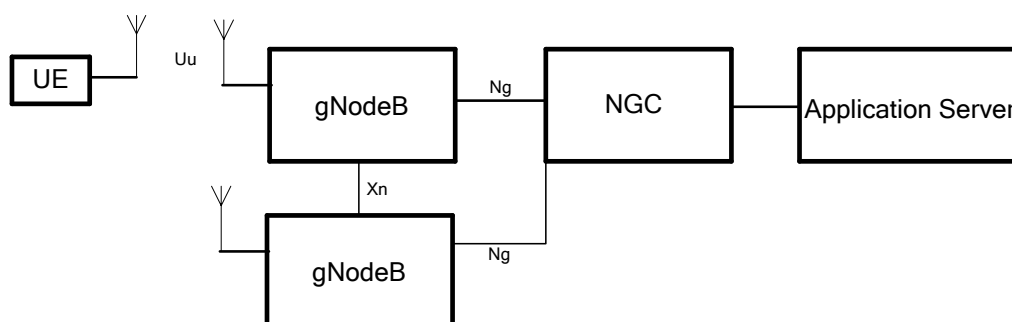 UE
Uu
gNodeB
Ng
NGC
Application Server
Xn
gNodeB
Ng